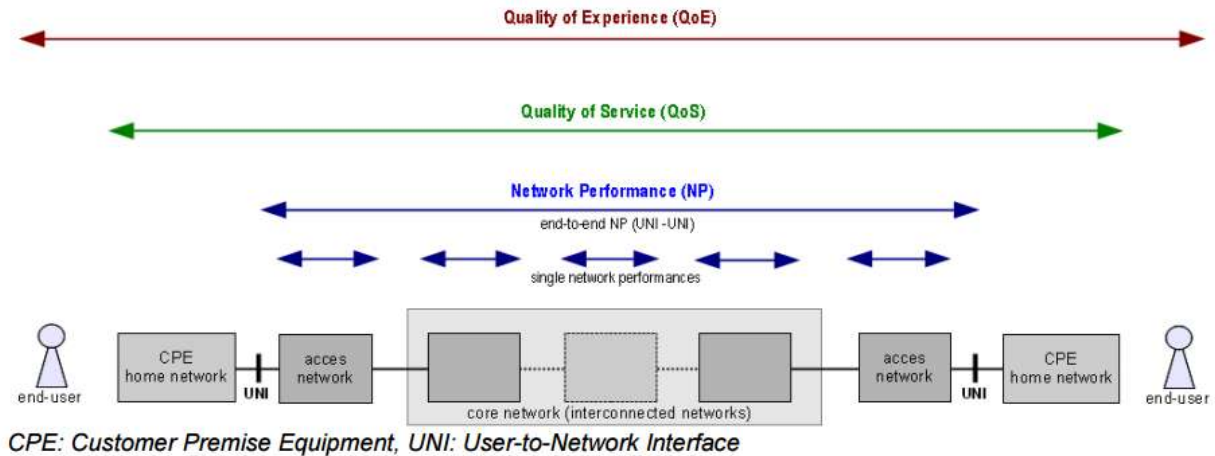 Quality of Experience (QoE)
Quality of Service (QoS)
Network Performance (NP)
end-to-end NP (UNI -UNI)
single network performances
end-user
CPE
home network
UNI
acces
network
core network (interconnected networks)
acces
network
UNI
CPE
home network
end-user
CPE: Customer Premise Equipment, UNI: User-to-Network Interface